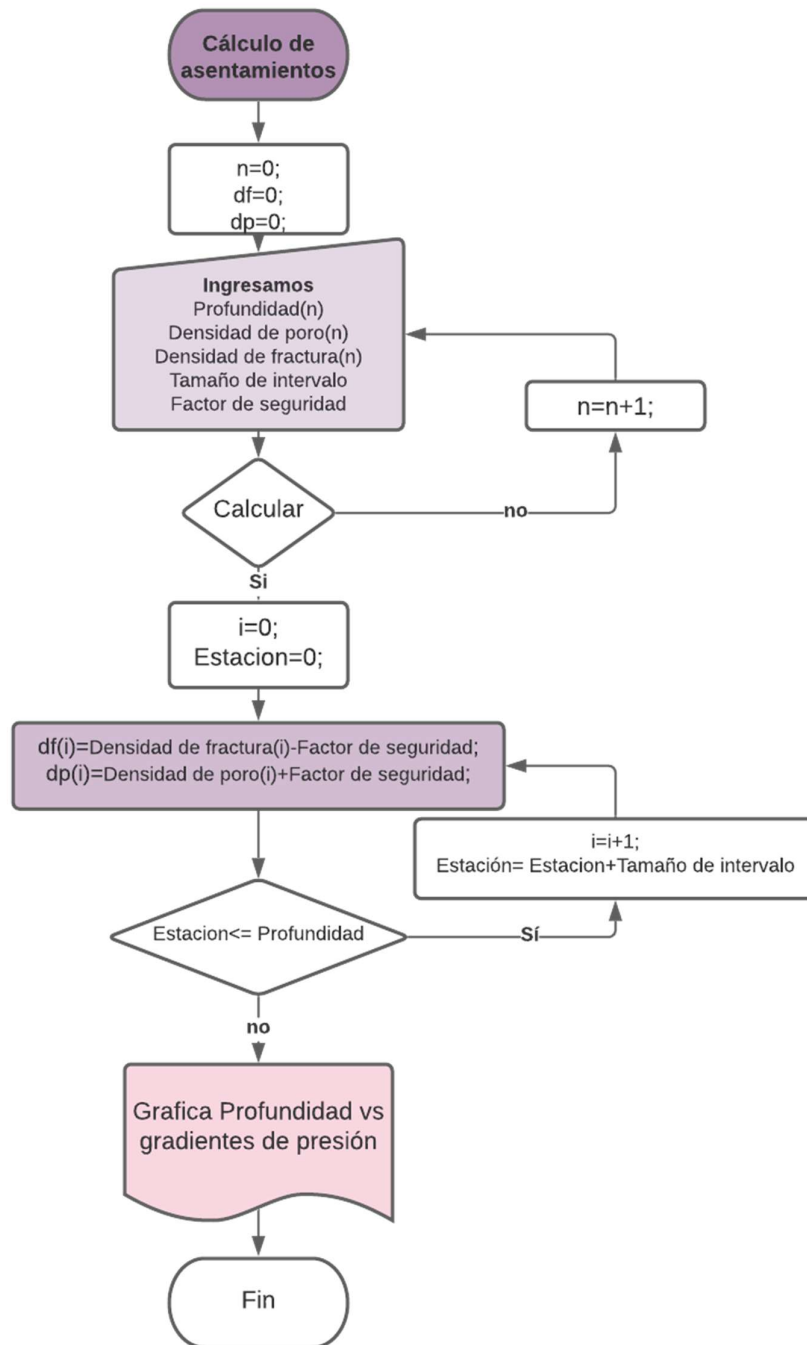 Cálculo de
asentamientos
n=0;
df=0;
dp=0;
Ingresamos
Profundidad(n)
Densidad de poro(n)
Densidad de fractura(n)
Tamaño de intervalo
Factor de seguridad
n=n+1;
Calcular
no
Si
i=0;
Estacion=0;
df(i)=Densidad de fractura(i)-Factor de seguridad;
dp(i)=Densidad de poro(i)+Factor de seguridad;
i=i+1;
Estación= Estacion+Tamaño de intervalo
Estacion<= Profundidad
Sí
no
Grafica Profundidad vs
gradientes de presión
Fin